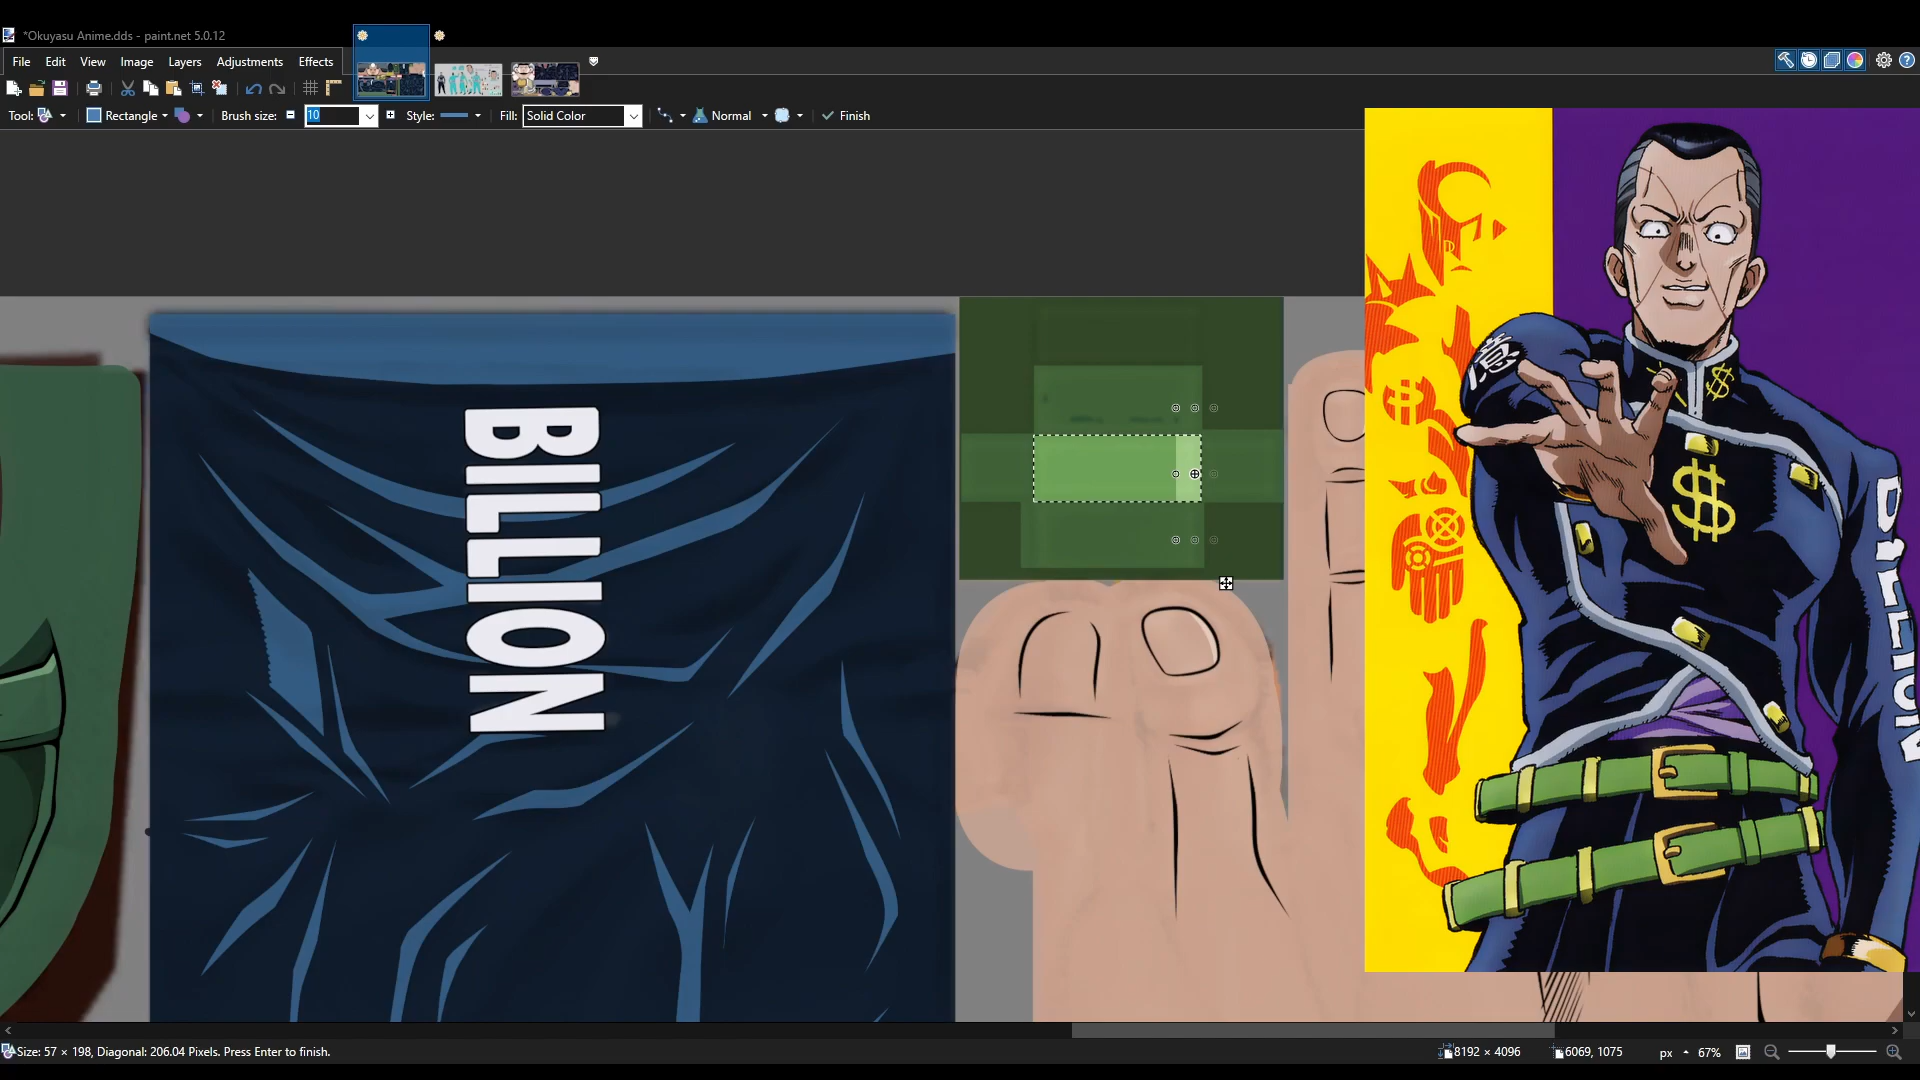 *Okuyasu Anime.dds - paint.net 5.0.12
File Edit View Image Layers Adjustments Effects
Tool: Rectangle Brush size: 10 Style: Fill: Solid Color Normal Finish
BILLION
億
$
$
BILLION
Size: 57 × 198, Diagonal: 206.04 Pixels. Press Enter to finish.
8192 × 4096
6069, 1075
px
67%